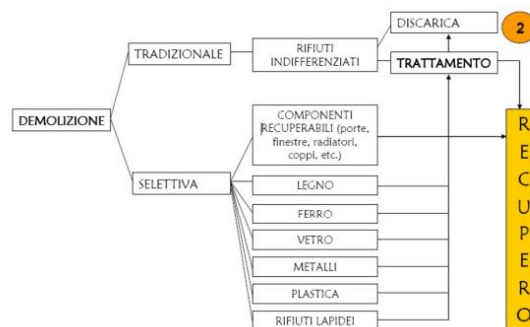 DISCARICA
2
TRADIZIONALE
RIFIUTI
INDIFFERENZIATI
TRATTAMENTO
DEMOLIZIONE
COMPONENTI
RECUPERABILI (porte,
finestre, radiatori,
coppi, etc.)
SELETTIVA
LEGNO
FERRO
VETRO
METALLI
PLASTICA
RIFIUTI LAPIDEI
R
E
C
U
P
E
R
O